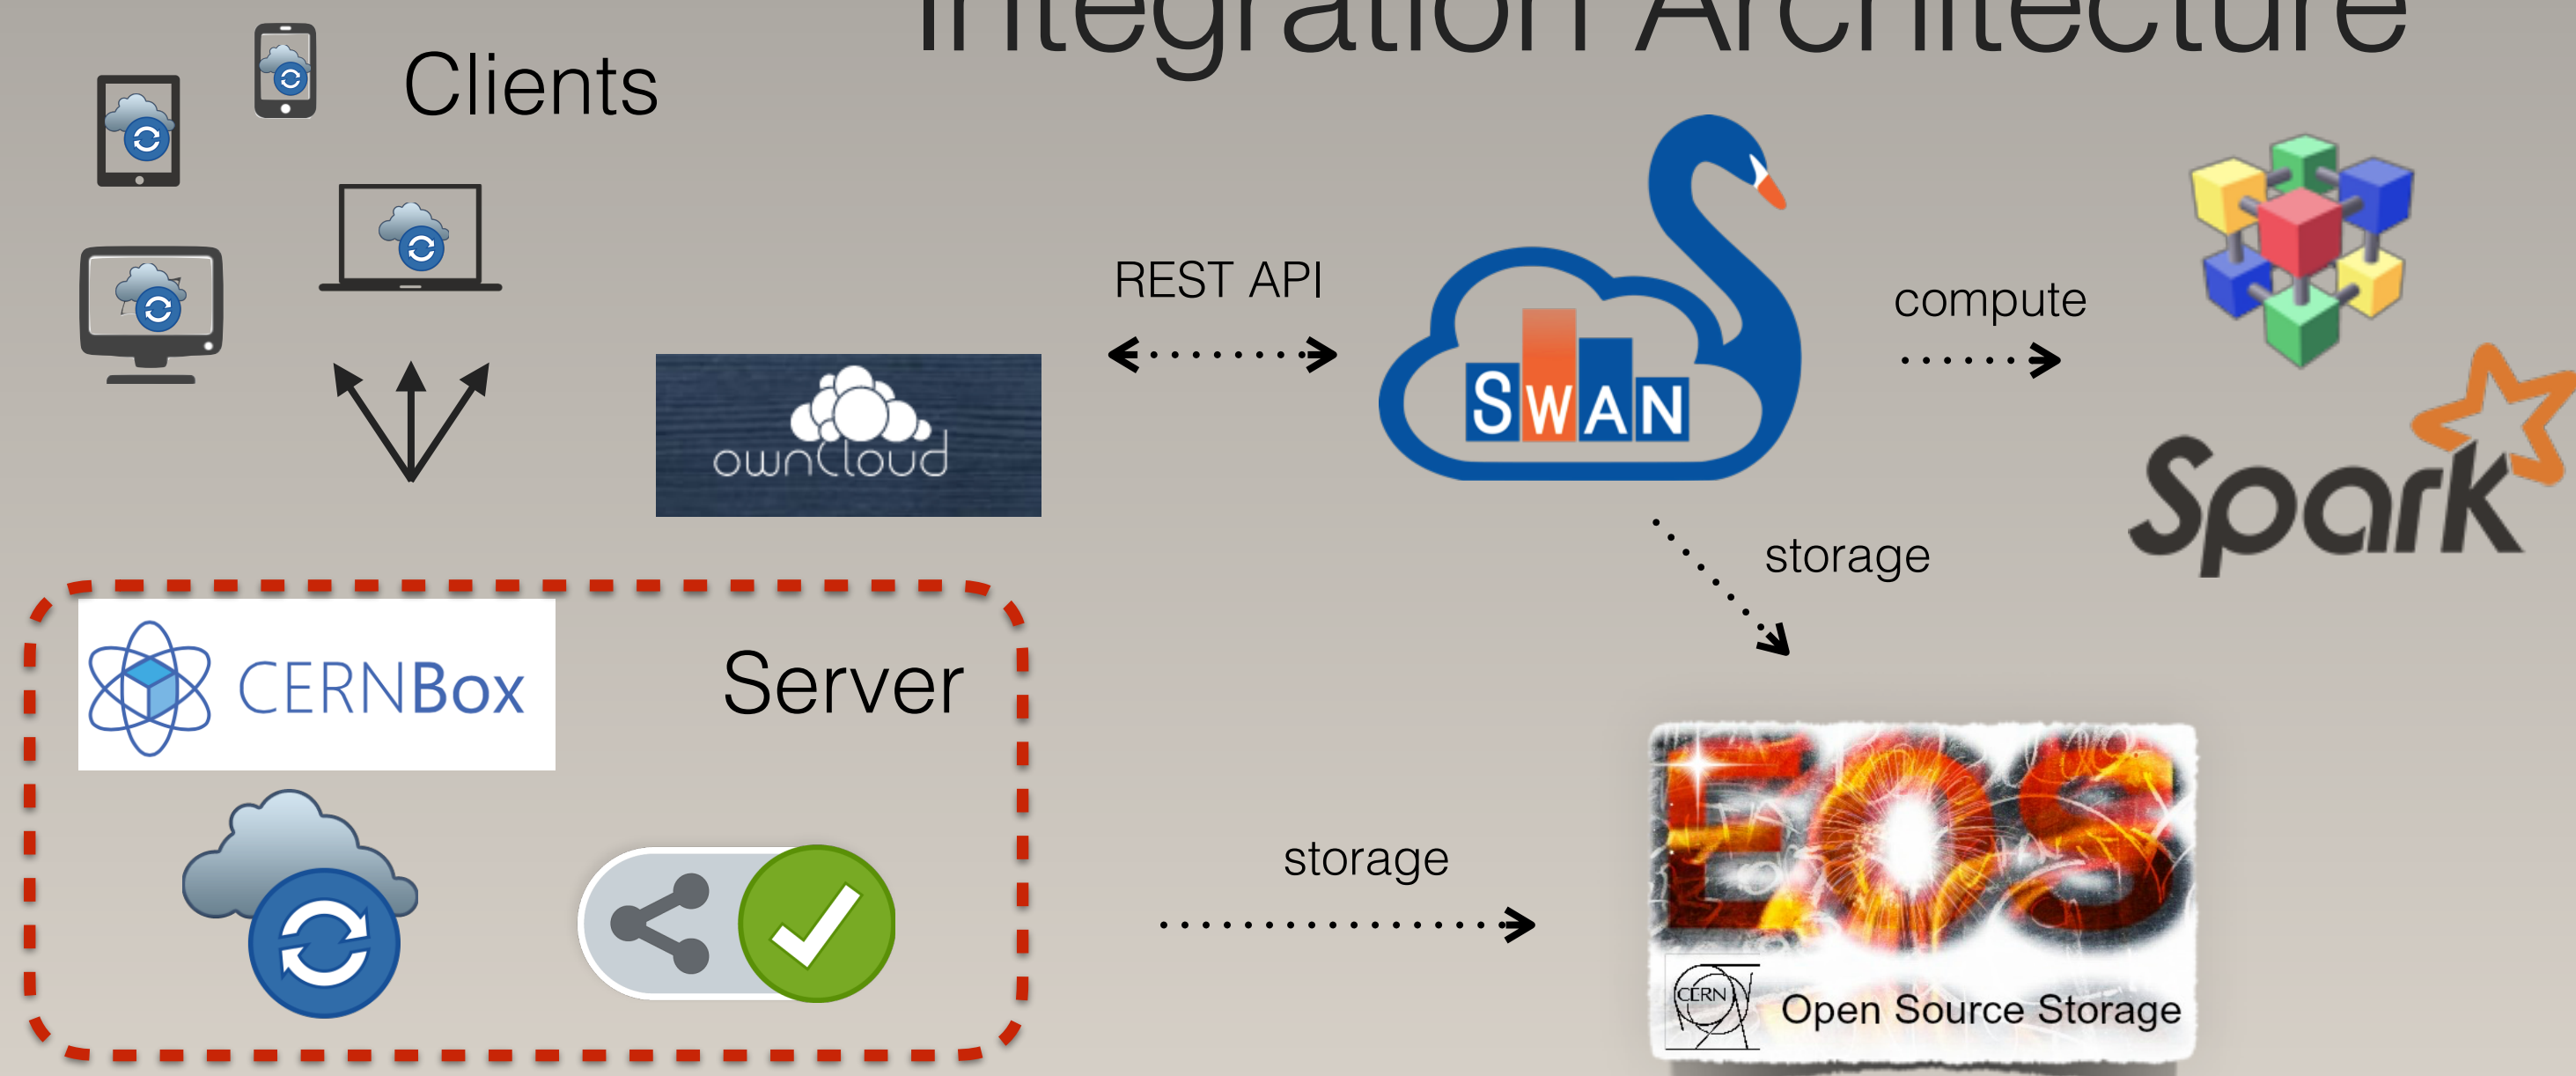 Integration Architecture
Clients
REST API
compute
SWAN
ownCloud
Spark
storage
CERNBox
Server
storage
EOS
CERN
Open Source Storage